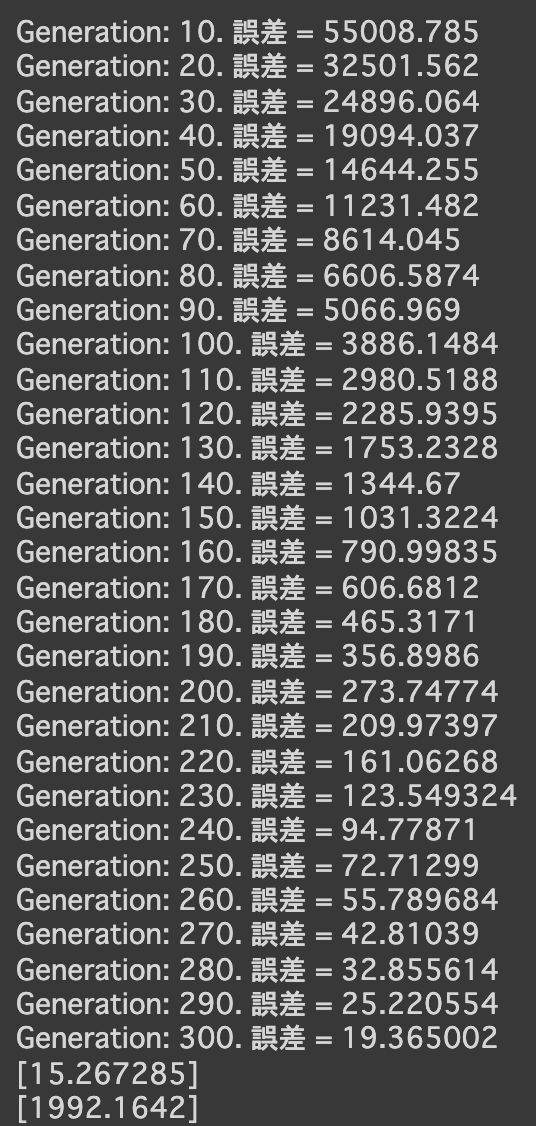 Generation: 10. 誤差 = 55008.785
Generation: 20. 誤差 = 32501.562
Generation: 30. 誤差 = 24896.064
Generation: 40. 誤差 = 19094.037
Generation: 50. 誤差 = 14644.255
Generation: 60. 誤差 = 11231.482
Generation: 70. 誤差 = 8614.045
Generation: 80. 誤差 = 6606.5874
Generation: 90. 誤差 = 5066.969
Generation: 100. 誤差 = 3886.1484
Generation: 110. 誤差 = 2980.5188
Generation: 120. 誤差 = 2285.9395
Generation: 130. 誤差 = 1753.2328
Generation: 140. 誤差 = 1344.67
Generation: 150. 誤差 = 1031.3224
Generation: 160. 誤差 = 790.99835
Generation: 170. 誤差 = 606.6812
Generation: 180. 誤差 = 465.3171
Generation: 190. 誤差 = 356.8986
Generation: 200. 誤差 = 273.74774
Generation: 210. 誤差 = 209.97397
Generation: 220. 誤差 = 161.06268
Generation: 230. 誤差 = 123.549324
Generation: 240. 誤差 = 94.77871
Generation: 250. 誤差 = 72.71299
Generation: 260. 誤差 = 55.789684
Generation: 270. 誤差 = 42.81039
Generation: 280. 誤差 = 32.855614
Generation: 290. 誤差 = 25.220554
Generation: 300. 誤差 = 19.365002
[15.267285]
[1992.1642]